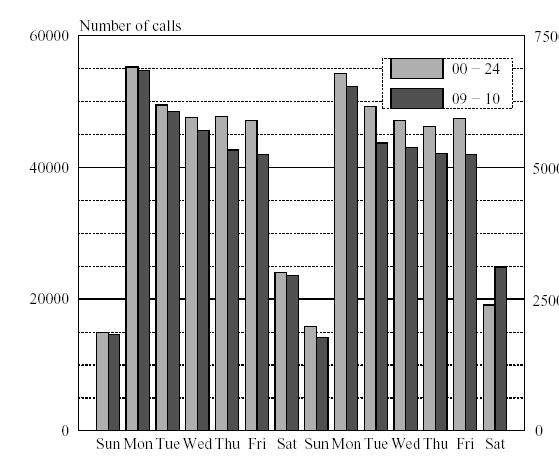 Number of calls
60000
40000
20000
0
7500
5000
2500
0
00 – 24
09 – 10
Sun Mon Tue Wed Thu Fri Sat Sun Mon Tue Wed Thu Fri Sat